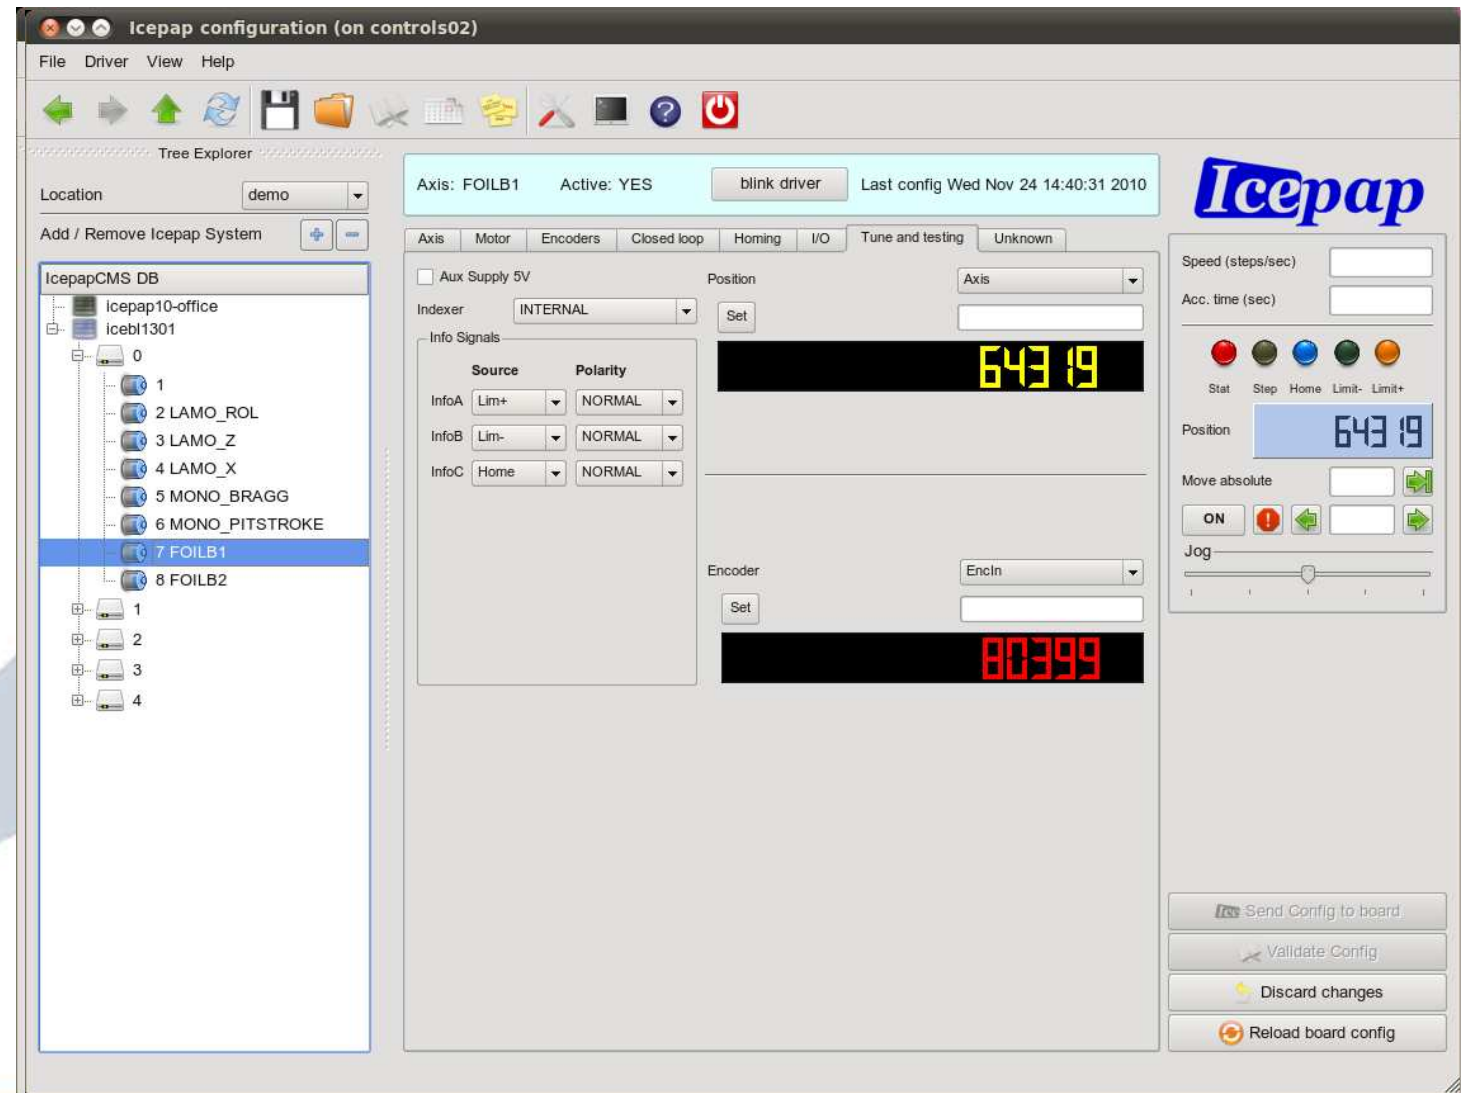 Icepap configuration (on controls02)
File Driver View Help
Tree Explorer
Location demo
Add / Remove Icepap System
IcepapCMS DB
icepap10-office
icebl1301
0
1
2 LAMO_ROL
3 LAMO_Z
4 LAMO_X
5 MONO_BRAGG
6 MONO_PITSTROKE
7 FOILB1
8 FOILB2
1
2
3
4
Axis: FOILB1 Active: YES blink driver Last config Wed Nov 24 14:40:31 2010
Axis Motor Encoders Closed loop Homing I/O Tune and testing Unknown
Aux Supply 5V
Indexer INTERNAL
Info Signals
Source Polarity
InfoA Lim+ NORMAL
InfoB Lim- NORMAL
InfoC Home NORMAL
Position Axis
Set
64319
Encoder EncIn
Set
80399
Icepap
Speed (steps/sec)
Acc. time (sec)
Stat Step Home Limit- Limit+
Position 64319
Move absolute
ON
Jog
Ice Send Config to board
Validate Config
Discard changes
Reload board config